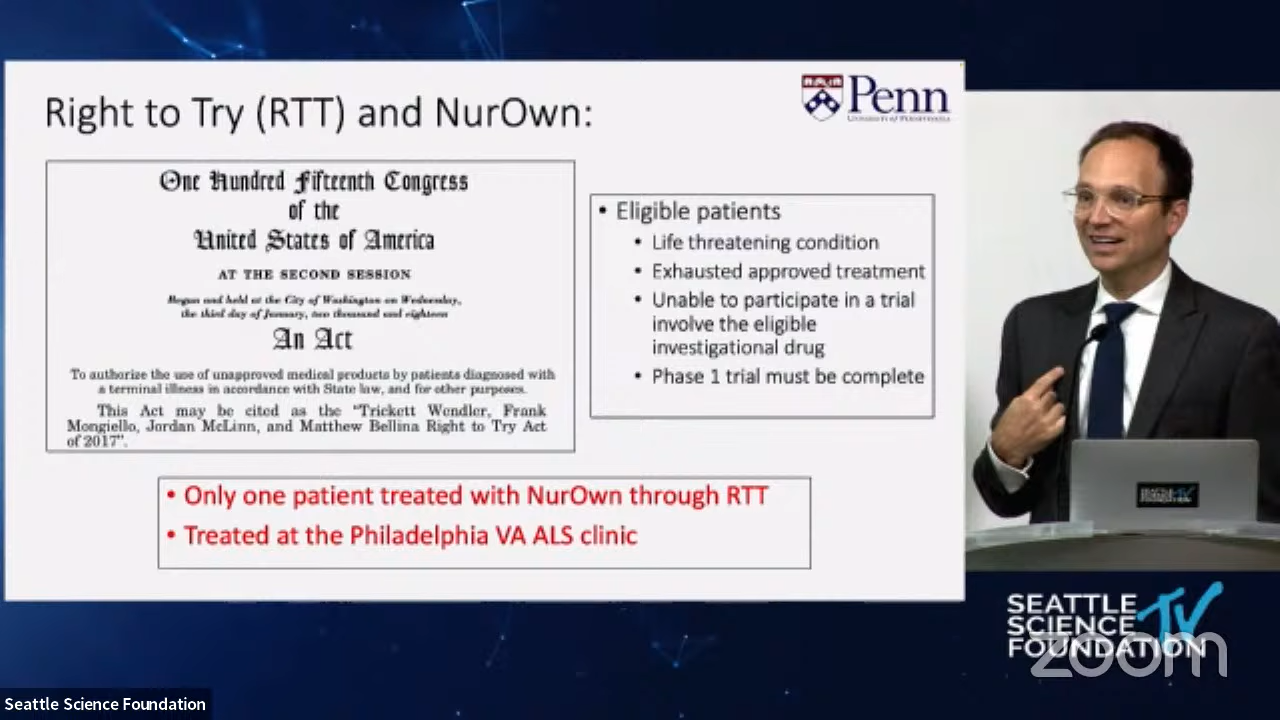 Right to Try (RTT) and NurOwn:
Penn
UNIVERSITY of PENNSYLVANIA
One Hundred Fifteenth Congress
of the
United States of America
AT THE SECOND SESSION
Begun and held at the City of Washington on Wednesday,
the third day of January, two thousand and eighteen
An Act
To authorize the use of unapproved medical products by patients diagnosed with
a terminal illness in accordance with State law, and for other purposes.
This Act may be cited as the “Trickett Wendler, Frank
Mongiello, Jordan McLinn, and Matthew Bellina Right to Try Act
of 2017”.
• Eligible patients
• Life threatening condition
• Exhausted approved treatment
• Unable to participate in a trial
involve the eligible
investigational drug
• Phase 1 trial must be complete
• Only one patient treated with NurOwn through RTT
• Treated at the Philadelphia VA ALS clinic
SEATTLE
SCIENCE TV
FOUNDATION
zoom
Seattle Science Foundation